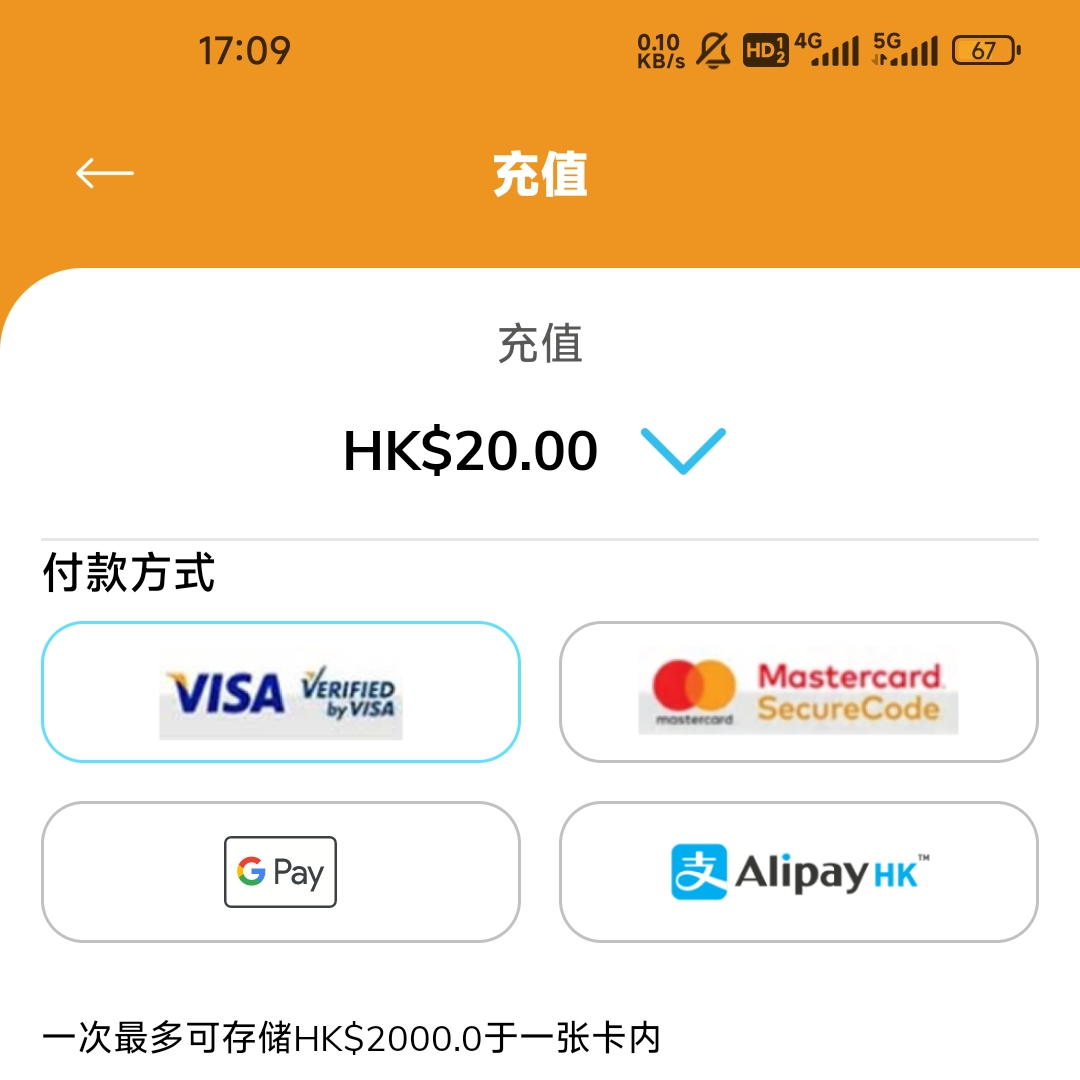 17:09
0.10 KB/s HD 1 2 4G 5G 67
充值
充值
HK$20.00
付款方式
VISA VERIFIED by VISA
mastercard Mastercard. SecureCode
G Pay
支 Alipay HK™
一次最多可存储HK$2000.0于一张卡内